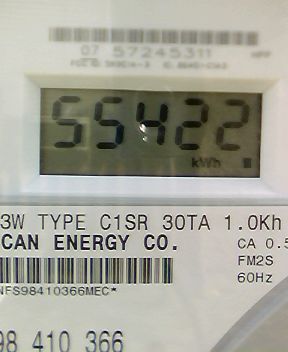 07 57245311
55422
kWh
3W TYPE C1SR 30TA 1.0Kh
CAN ENERGY CO.
CA 0.5
FM2S
60Hz
NFS98410366MEC*
98 410 366